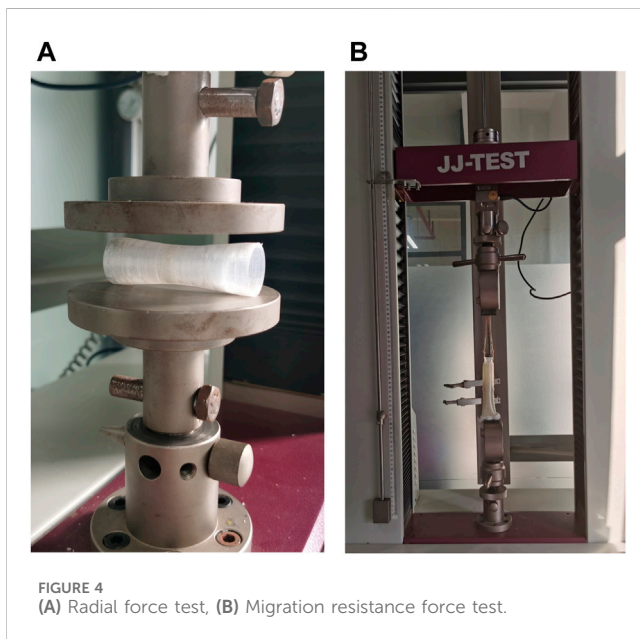 A
B
JJ-TEST
FIGURE 4
(A) Radial force test, (B) Migration resistance force test.